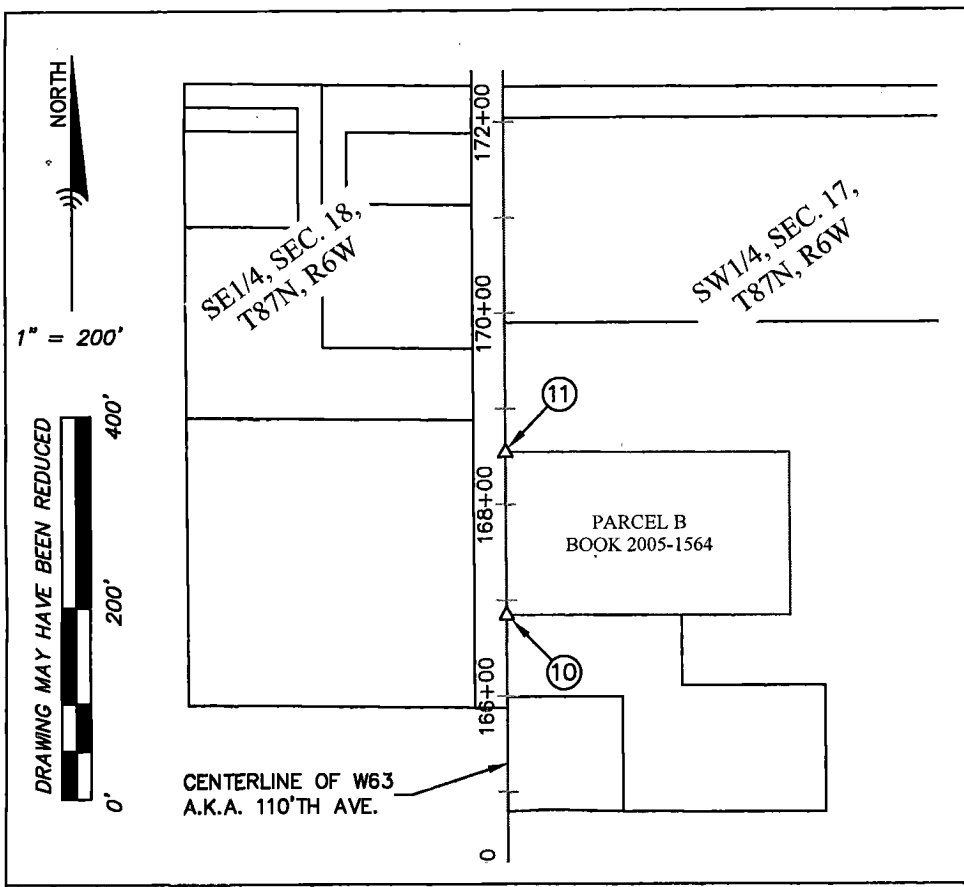 NORTH
1" = 200'
DRAWING MAY HAVE BEEN REDUCED
400'
200'
0'
SE1/4, SEC. 18,
T87N, R6W
SW1/4, SEC. 17,
T87N, R6W
172+00
170+00
168+00
166+00
0
11
PARCEL B
BOOK 2005-1564
10
CENTERLINE OF W63
A.K.A. 110'TH AVE.